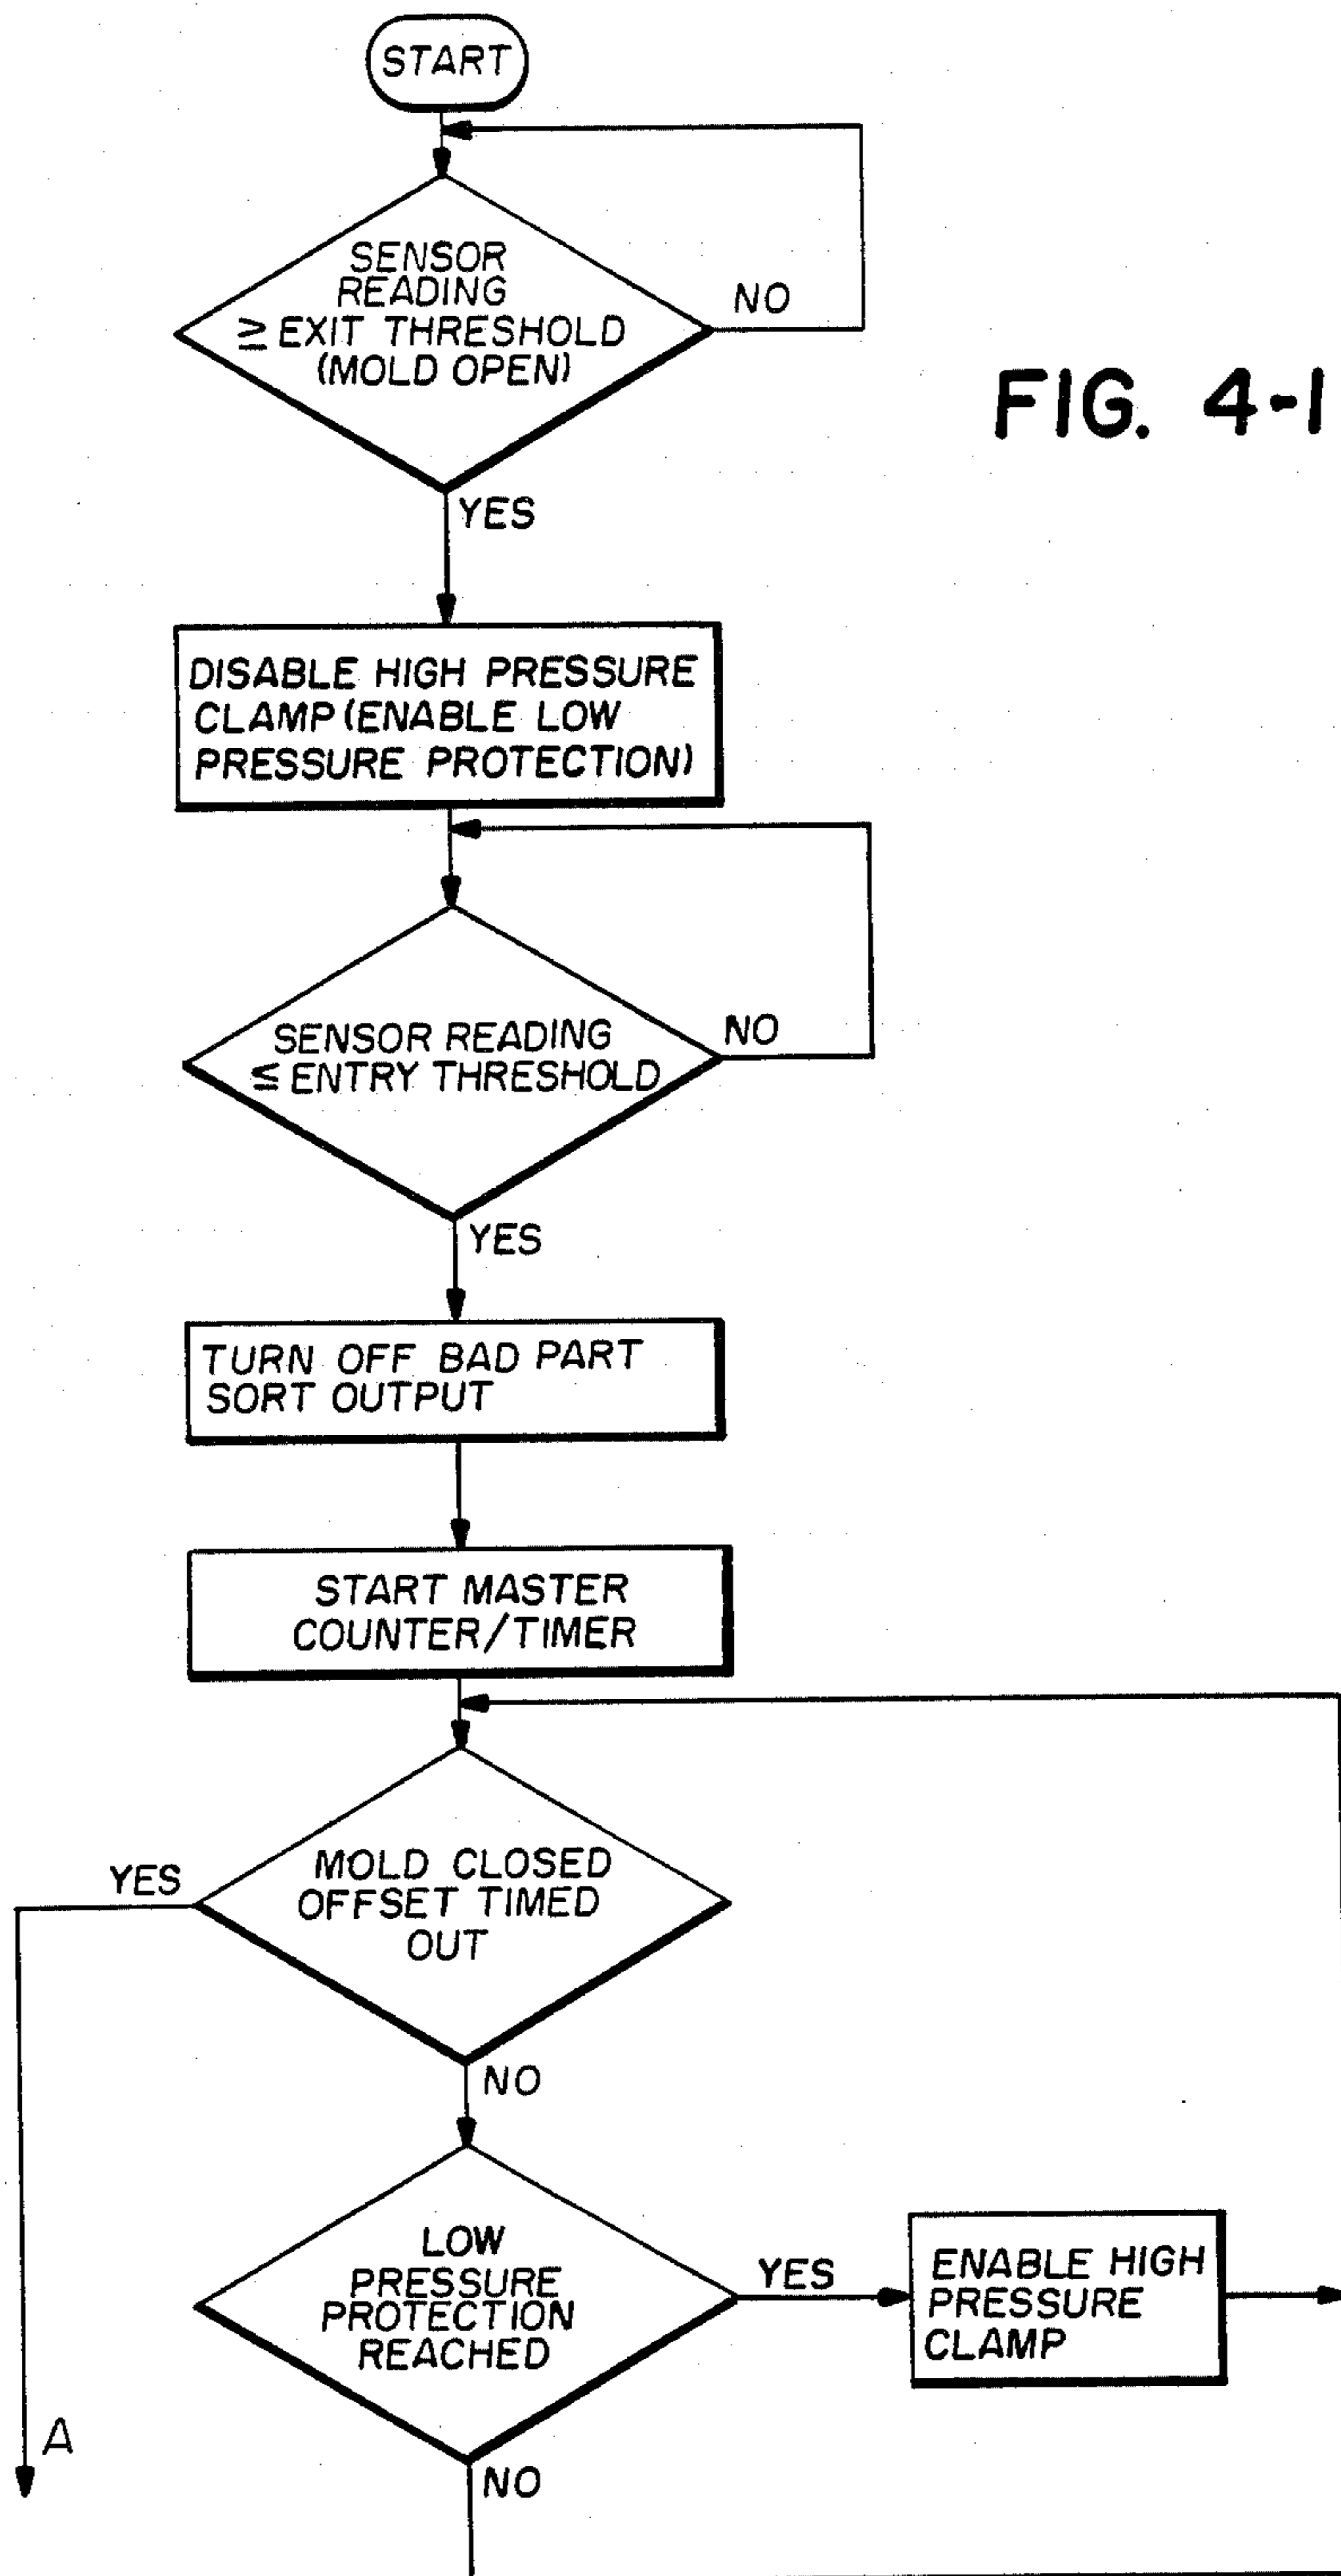 START
SENSOR
READING
≥ EXIT THRESHOLD
(MOLD OPEN)
NO
FIG. 4-1
YES
DISABLE HIGH PRESSURE
CLAMP (ENABLE LOW
PRESSURE PROTECTION)
SENSOR READING
≤ ENTRY THRESHOLD
NO
YES
TURN OFF BAD PART
SORT OUTPUT
START MASTER
COUNTER/TIMER
YES
MOLD CLOSED
OFFSET TIMED
OUT
NO
LOW
PRESSURE
PROTECTION
REACHED
YES
ENABLE HIGH
PRESSURE
CLAMP
A
NO